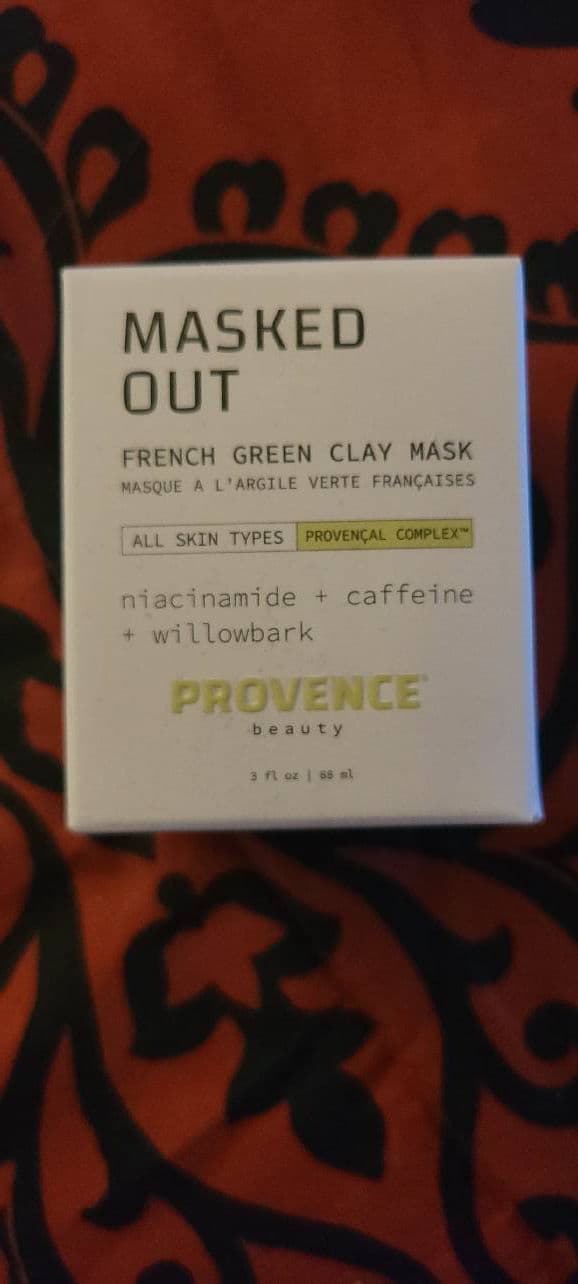 MASKED
OUT
FRENCH GREEN CLAY MASK
MASQUE A L'ARGILE VERTE FRANÇAISES
ALL SKIN TYPES PROVENÇAL COMPLEX™
niacinamide + caffeine
+ willowbark
PROVENCE
beauty
3 fl oz | 88 ml